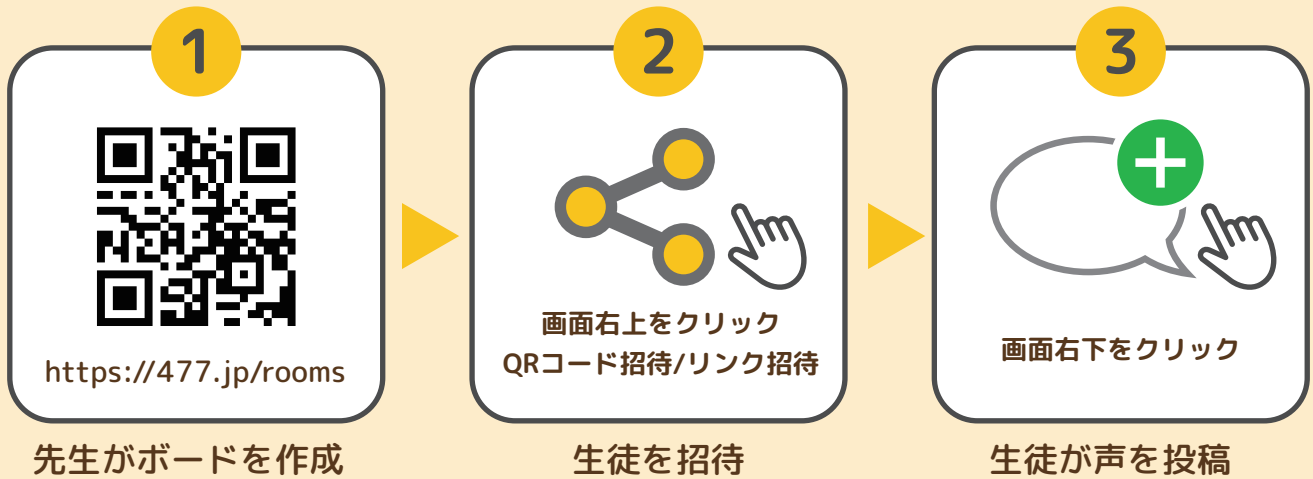 1
https://477.jp/rooms
先生がボードを作成
2
画面右上をクリック
QRコード招待/リンク招待
生徒を招待
3
画面右下をクリック
生徒が声を投稿